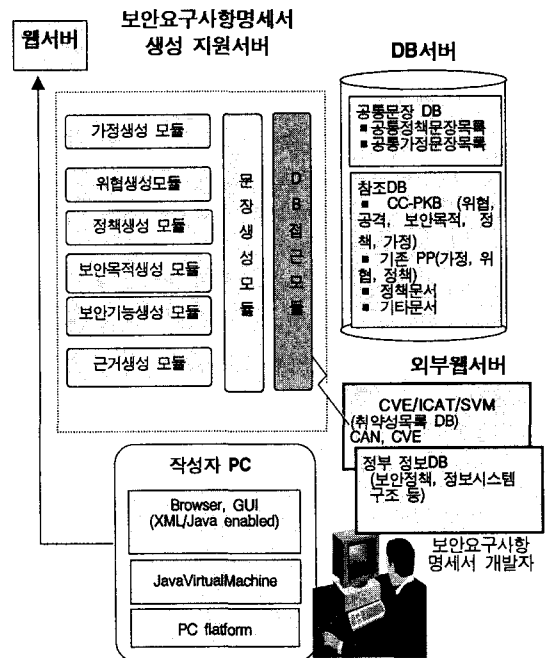 웹서버
보안요구사항명세서
생성 지원서버
DB서버
가정생성 모듈
위협생성모듈
정책생성 모듈
보안목적생성 모듈
보안기능생성 모듈
근거생성 모듈
문장생성모듈
DB접근모듈
공통문장 DB
■ 공통정책문장목록
■ 공통가정문장목록
참조DB
■ CC-PKB (위협,
공격, 보안목적, 정
책, 가정)
■ 기존 PP(가정, 위
협, 정책)
■ 정책문서
■ 기타문서
외부웹서버
CVE/ICAT/SVM
(취약성목록 DB)
CAN, CVE
정부 정보DB
(보안정책, 정보시스템
구조 등)
작성자 PC
Browser, GUI
(XML/Java enabled)
JavaVirtualMachine
PC flatform
보안요구사항
명세서 개발자